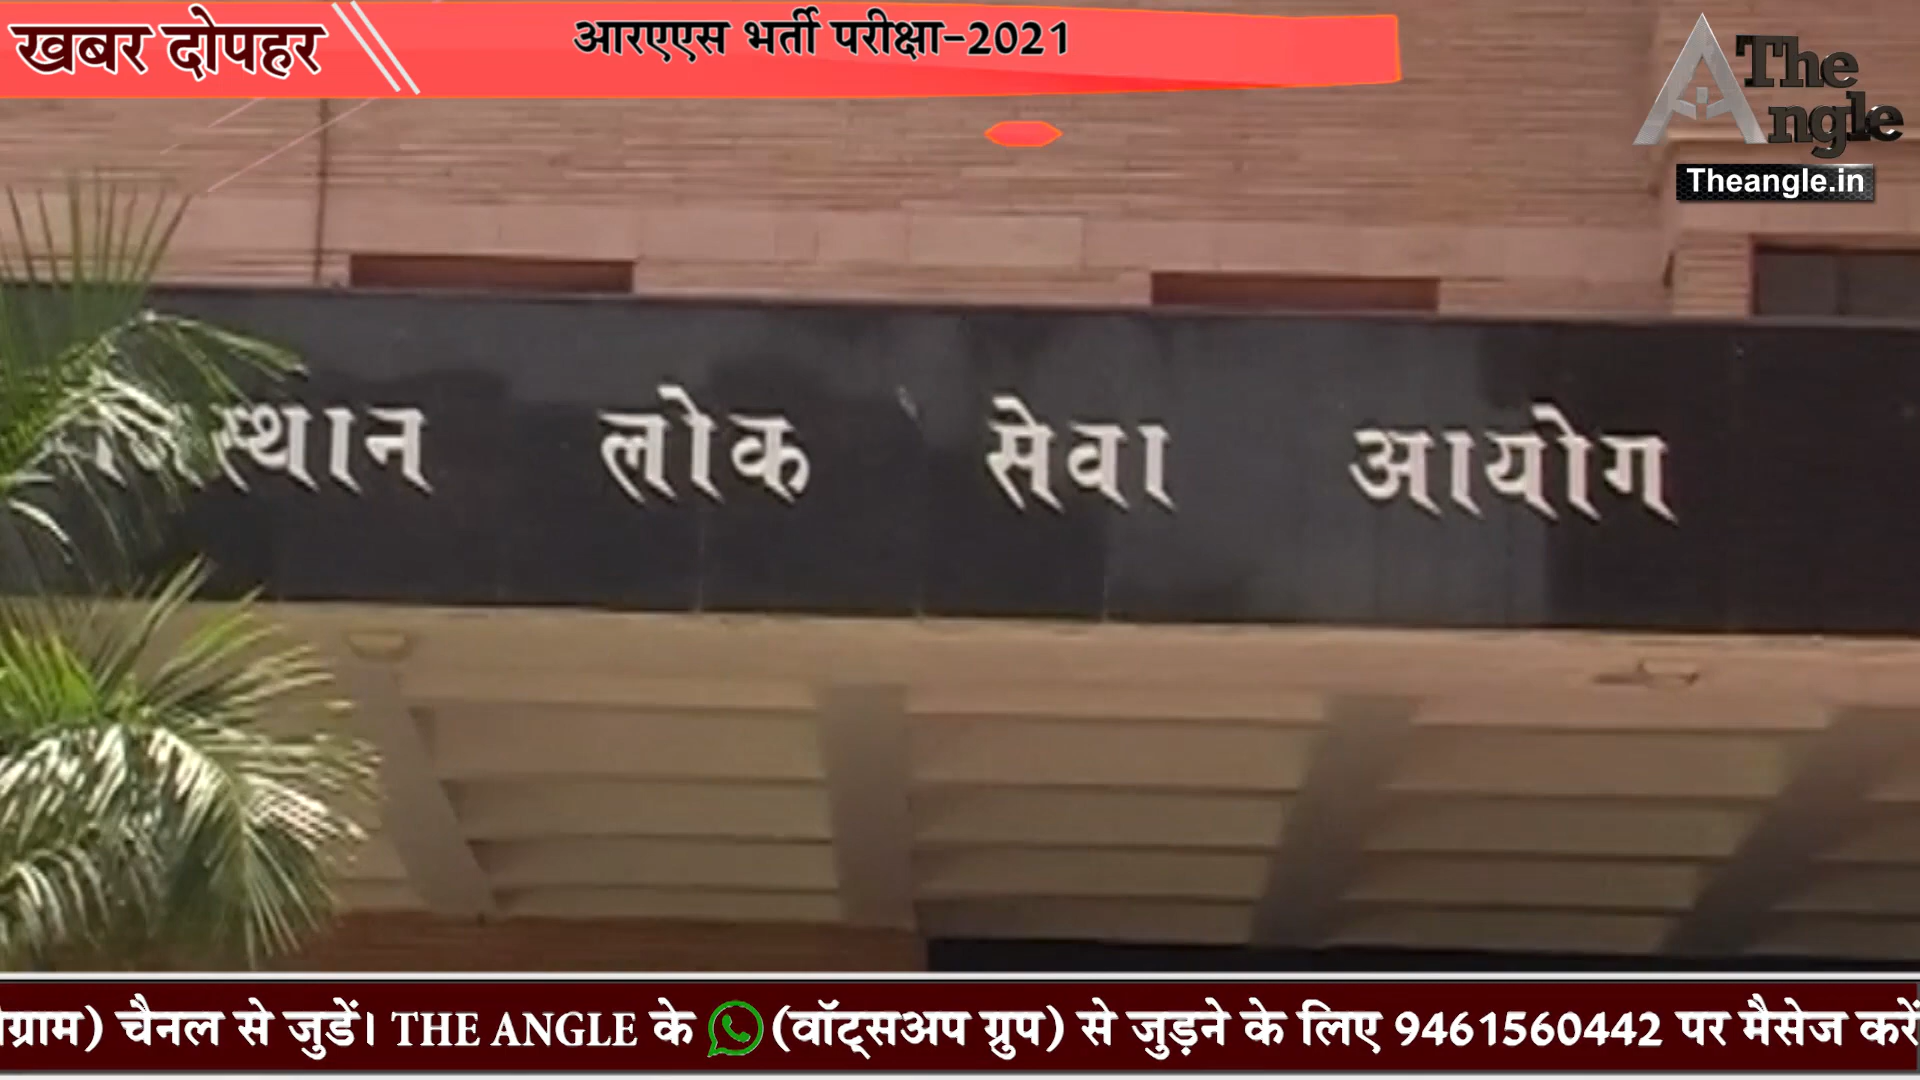 खबर दोपहर
आरएएस भर्ती परीक्षा-2021
The Angle
Theangle.in
लोक सेवा आयोग
चैनल से जुडें। THE ANGLE के (वॉट्सअप ग्रुप) से जुड़ने के लिए 9461560442 पर मैसेज करें